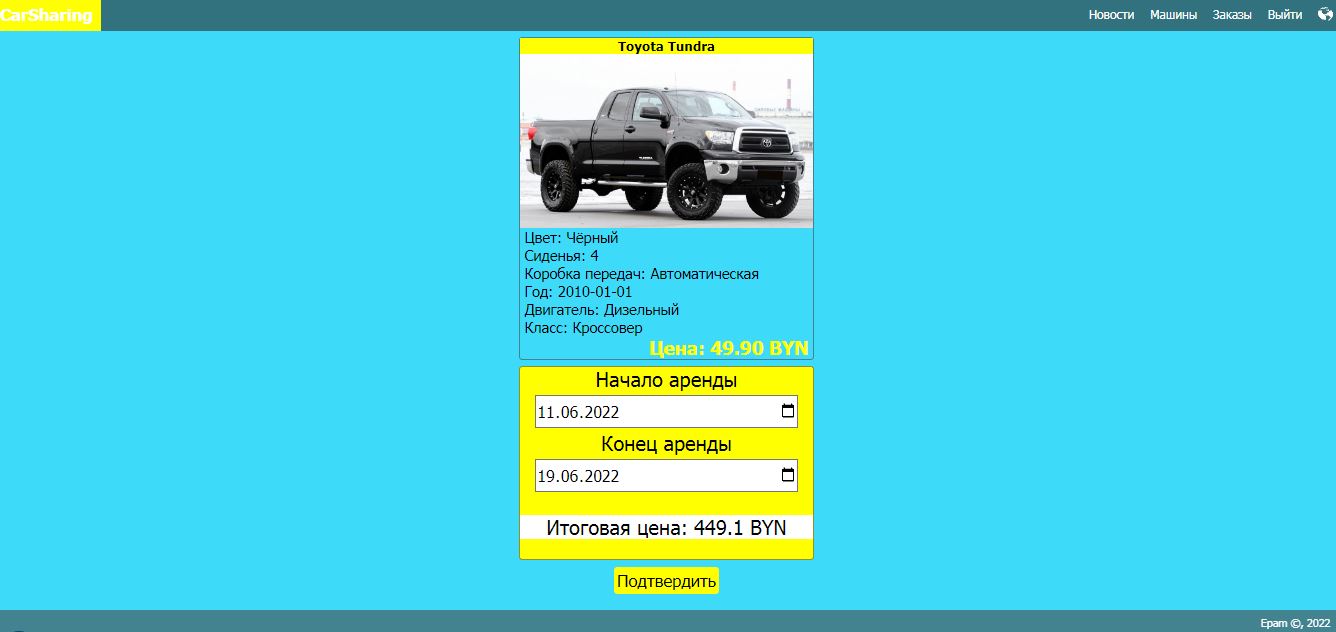 CarSharing
Новости Машины Заказы Выйти
Toyota Tundra
Цвет: Чёрный
Сиденья: 4
Коробка передач: Автоматическая
Год: 2010-01-01
Двигатель: Дизельный
Класс: Кроссовер
Цена: 49.90 BYN
Начало аренды
11.06.2022
Конец аренды
19.06.2022
Итоговая цена: 449.1 BYN
Подтвердить
Epam ©, 2022